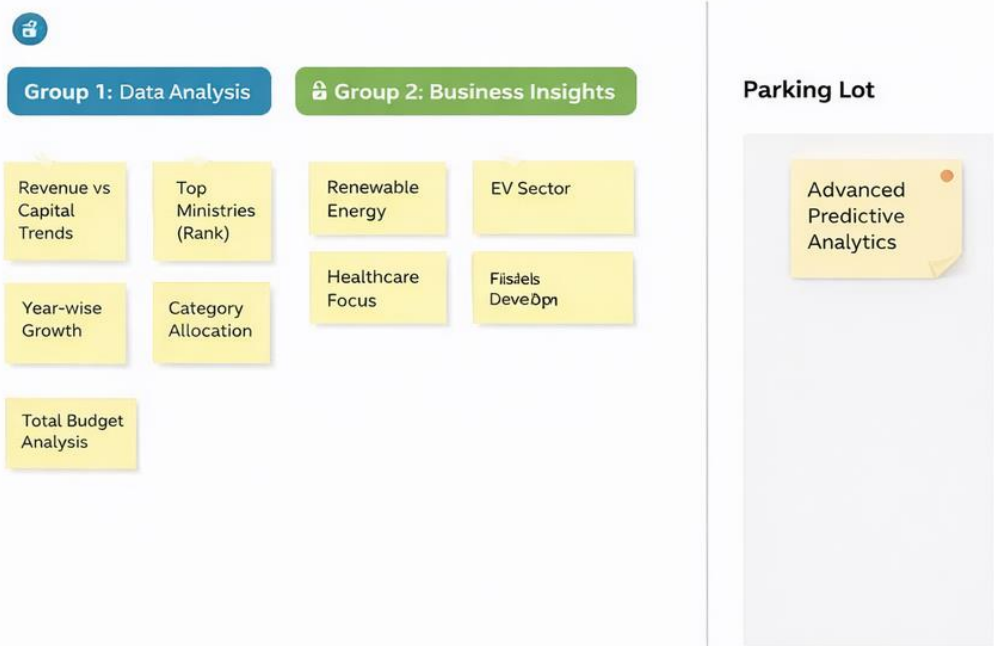 Group 1: Data Analysis
Revenue vs
Capital
Trends
Top
Ministries
(Rank)
Year-wise
Growth
Category
Allocation
Total Budget
Analysis
Group 2: Business Insights
Renewable
Energy
EV Sector
Healthcare
Focus
Parking Lot
Advanced
Predictive
Analytics